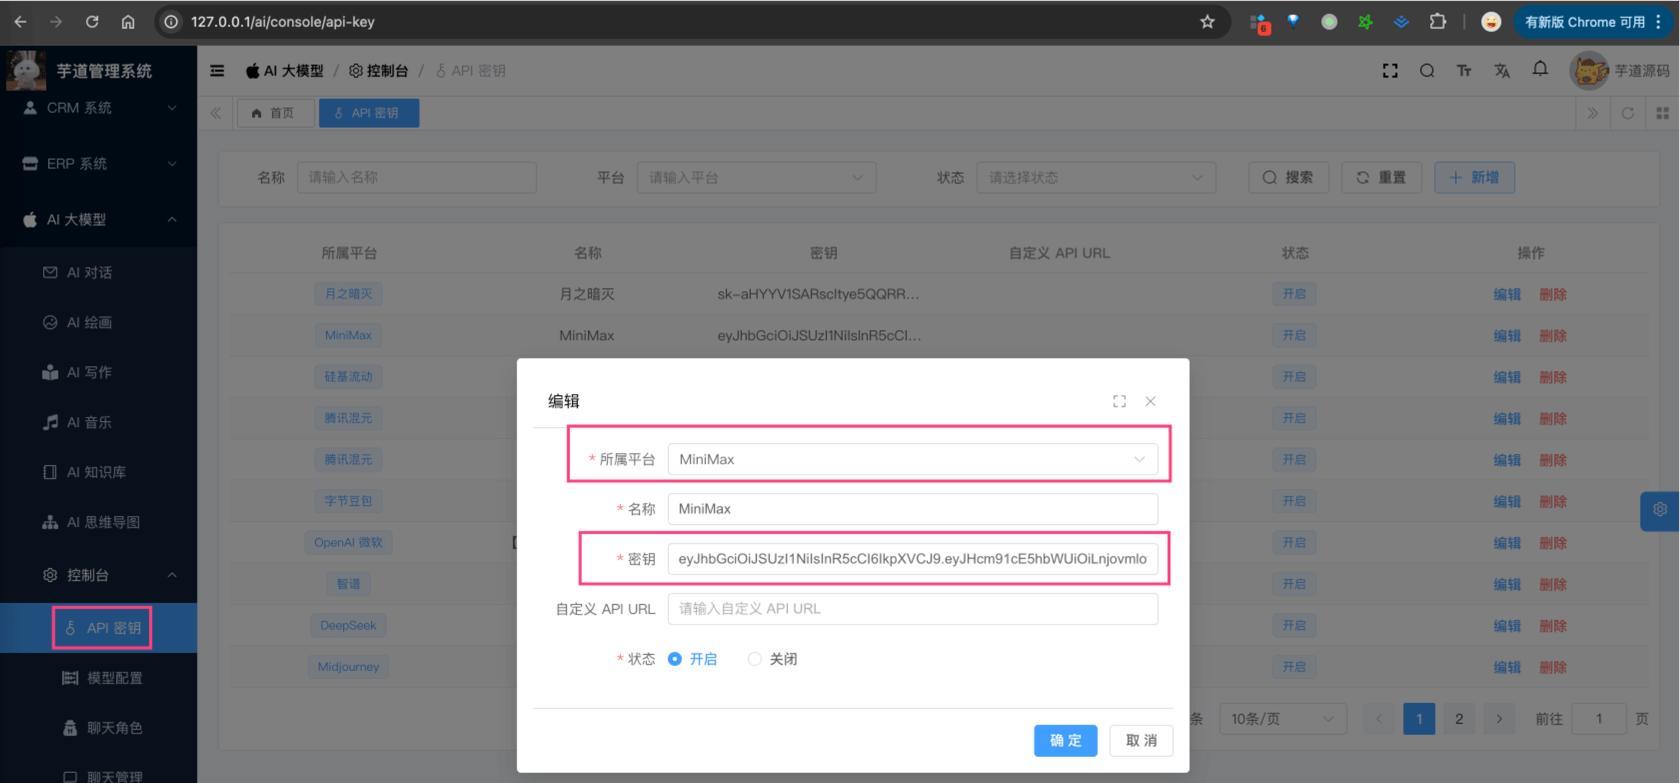 127.0.0.1/ai/console/api-key
6
有新版 Chrome 可用
芋道管理系统
AI 大模型 / 控制台 / API 密钥
芋道源码
首页
API 密钥
CRM 系统
ERP 系统
AI 大模型
AI 对话
AI 绘画
AI 写作
AI 音乐
AI 知识库
AI 思维导图
控制台
API 密钥
模型配置
聊天角色
聊天管理
名称 请输入名称 平台 请输入平台 状态 请选择状态 搜索 重置 新增
所属平台 名称 密钥 自定义 API URL 状态 操作
月之暗灭 月之暗灭 sk-aHYYV1SARscltye5QQRR... 开启 编辑 删除
MiniMax MiniMax eyJhbGciOiJSUzI1NiIsInR5cCI... 开启 编辑 删除
硅基流动 开启 编辑 删除
腾讯混元 开启 编辑 删除
腾讯混元 开启 编辑 删除
字节豆包 开启 编辑 删除
OpenAI 微软 开启 编辑 删除
智谱 开启 编辑 删除
DeepSeek 开启 编辑 删除
Midjourney 开启 编辑 删除
条 10条/页 1 2 前往 1 页
编辑
* 所属平台 MiniMax
* 名称 MiniMax
* 密钥 eyJhbGciOiJSUzI1NiIsInR5cCI6IkpXVCJ9.eyJHcm91cE5hbWUiOiLnjovmlo
自定义 API URL 请输入自定义 API URL
* 状态 开启 关闭
确 定
取 消